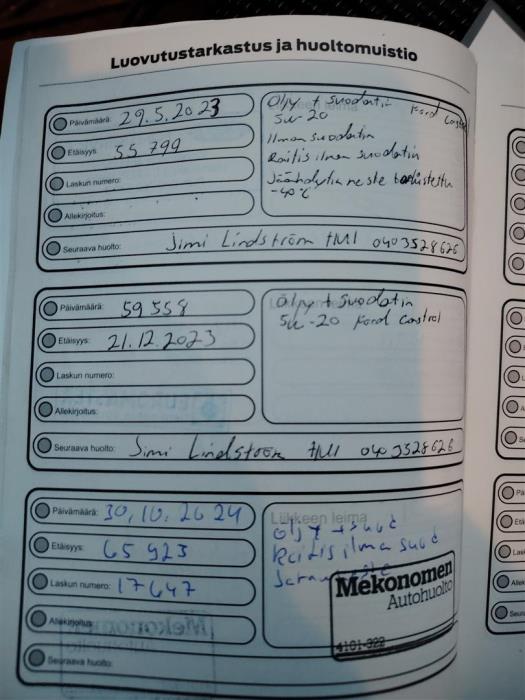 Luovutustarkastus ja huoltomuistio
Päivämäärä: 29.5.2023
Etäisyys: 55 799
Laskun numero:
Allekirjoitus:
Seuraava huolto: Jimi Lindström TMI 0403528626
Öljy + suodatin Ford Castrol
5W-20
Ilman suodatin
Raitis ilman suodatin
Jäähdytin neste tarkistettu
-40°C
Päivämäärä: 59 558
Etäisyys: 21.12.2023
Laskun numero:
Allekirjoitus:
Seuraava huolto: Jimi Lindström TMI 0403528626
Öljy + suodatin
5W-20 Ford Castrol
Päivämäärä: 30,10,2024
Etäisyys: 65 923
Laskun numero: 17647
Allekirjoitus:
Seuraava huolto:
Liikkeen leima
Öljy + suod
Raitis ilma suod
Mekonomen
Autohuolto
4101-322